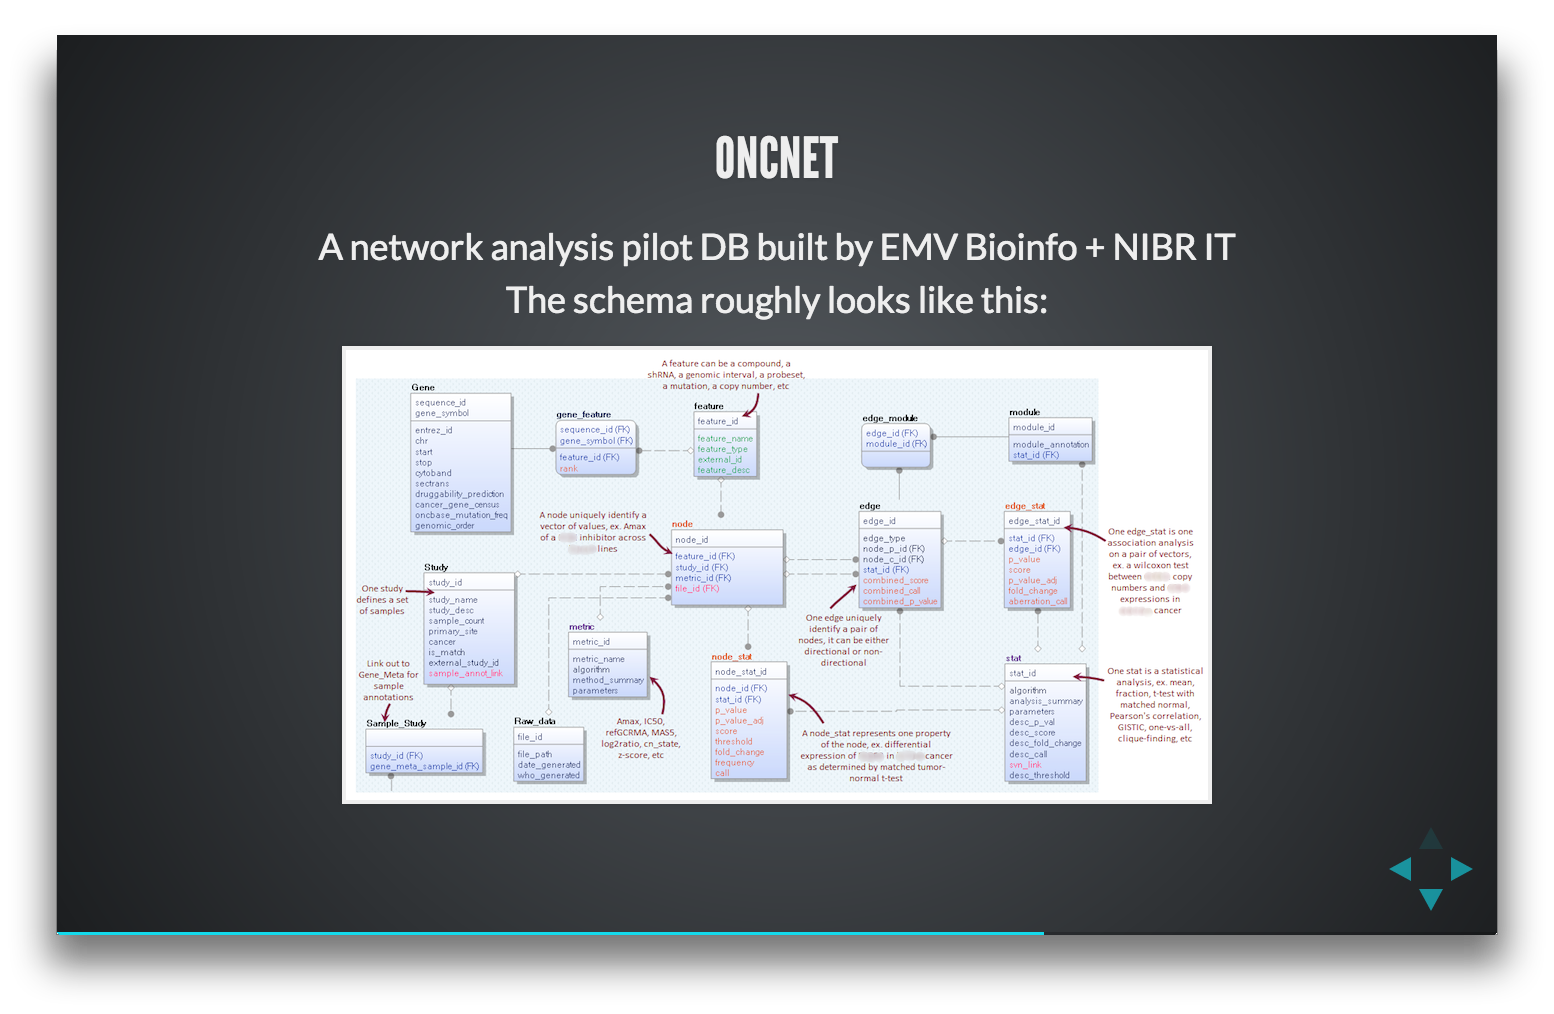 ONCNET
A network analysis pilot DB built by EMV Bioinfo + NIBR IT
The schema roughly looks like this:
A feature can be a compound, a
shRNA, a genomic interval, a probeset,
a mutation, a copy number, etc
Gene
sequence_id
gene_symbol
entrez_id
chr
start
stop
cytoband
sectrans
druggability_prediction
cancer_gene_census
oncbase_mutation_freq
genomic_order
gene_feature
sequence_id (FK)
gene_symbol (FK)
feature_id (FK)
rank
feature
feature_id
feature_name
feature_type
external_id
feature_desc
edge_module
edge_id (FK)
module_id (FK)
module
module_id
module_annotation
stat_id (FK)
A node uniquely identify a
vector of values, ex. Amax
of a inhibitor across
lines
node
node_id
feature_id (FK)
study_id (FK)
metric_id (FK)
file_id (FK)
edge
edge_id
edge_type
node_p_id (FK)
node_c_id (FK)
stat_id (FK)
combined_score
combined_call
combined_p_value
edge_stat
edge_stat_id
stat_id (FK)
edge_id (FK)
p_value
score
p_value_adj
fold_change
aberration_call
One edge_stat is one
association analysis
on a pair of vectors,
ex. a wilcoxon test
between copy
numbers and
expressions in
cancer
One study
defines a set
of samples
Study
study_id
study_name
study_desc
sample_count
primary_site
cancer
is_match
external_study_id
sample_annot_link
metric
metric_id
metric_name
algorithm
method_summary
parameters
One edge uniquely
identify a pair of
nodes, it can be either
directional or non-
directional
node_stat
node_stat_id
node_id (FK)
stat_id (FK)
p_value
p_value_adj
score
threshold
fold_change
frequency
call
stat
stat_id
algorithm
analysis_summary
parameters
desc_p_val
desc_score
desc_fold_change
desc_call
svn_link
desc_threshold
One stat is a statistical
analysis, ex. mean,
fraction, t-test with
matched normal,
Pearson's correlation,
GISTIC, one-vs-all,
clique-finding, etc
Link out to
Gene_Meta for
sample
annotations
Sample_Study
study_id (FK)
gene_meta_sample_id (FK)
Raw_data
file_id
file_path
date_generated
who_generated
Amax, IC50,
refGCRMA, MAS5,
log2ratio, cn_state,
z-score, etc
A node_stat represents one property
of the node, ex. differential
expression of in cancer
as determined by matched tumor-
normal t-test